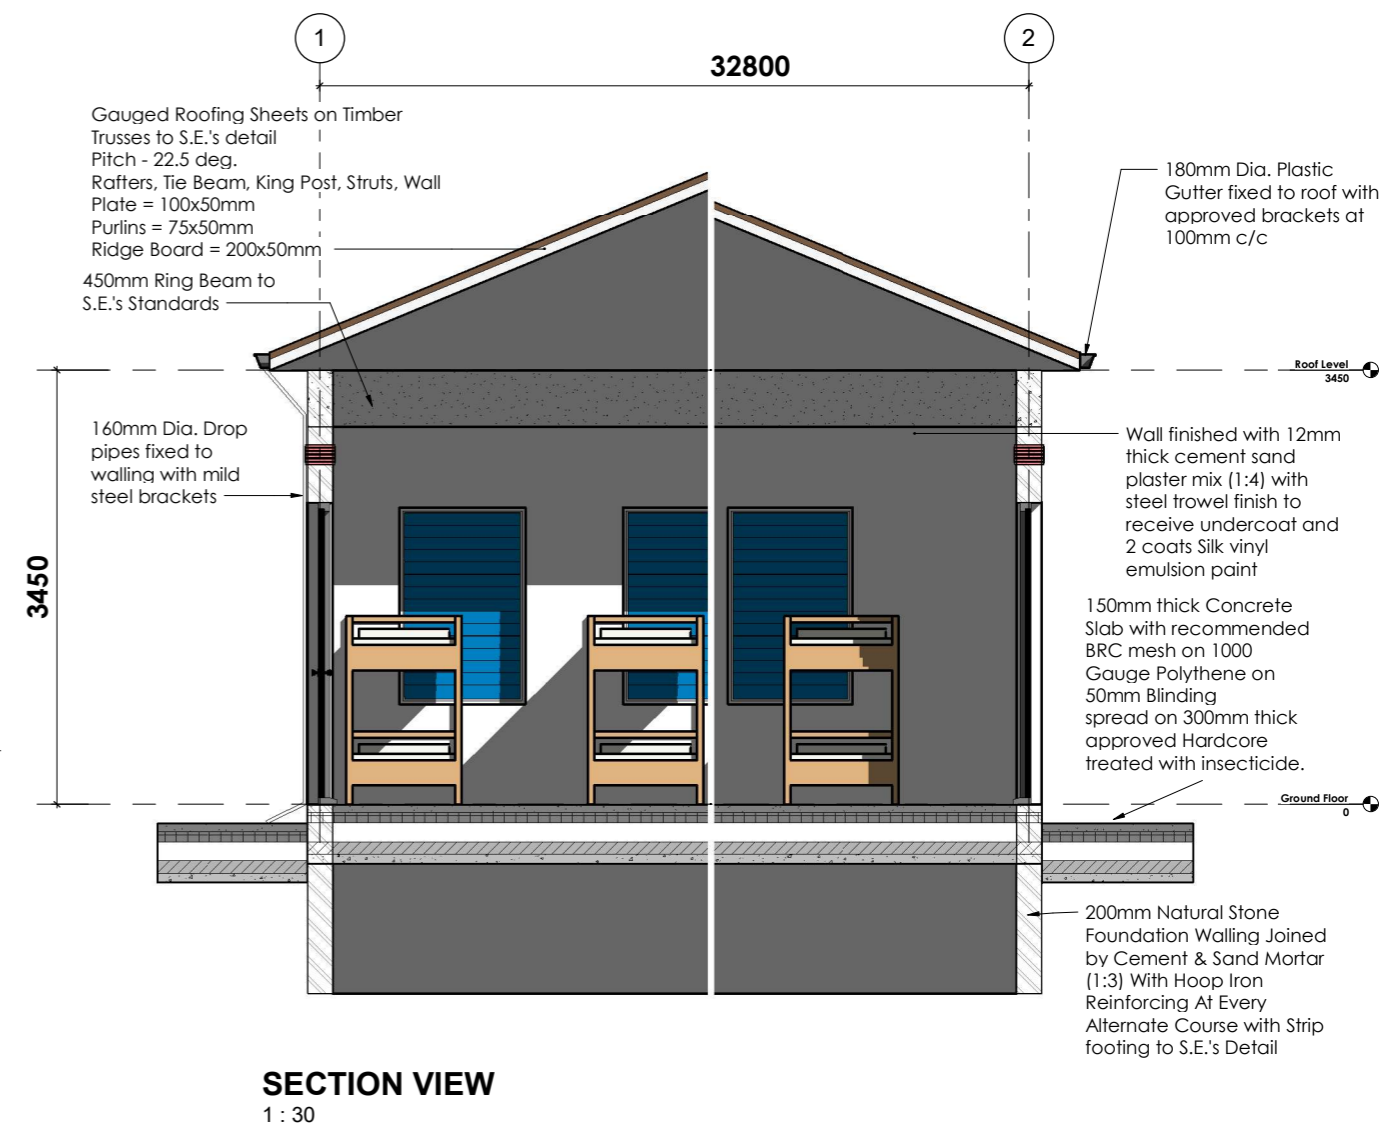 1
2
32800
Gauged Roofing Sheets on Timber
Trusses to S.E.'s detail
Pitch - 22.5 deg.
Rafters, Tie Beam, King Post, Struts, Wall
Plate = 100x50mm
Purlins = 75x50mm
Ridge Board = 200x50mm
450mm Ring Beam to
S.E.'s Standards
180mm Dia. Plastic
Gutter fixed to roof with
approved brackets at
100mm c/c
Roof Level
3450
160mm Dia. Drop
pipes fixed to
walling with mild
steel brackets
3450
Wall finished with 12mm
thick cement sand
plaster mix (1:4) with
steel trowel finish to
receive undercoat and
2 coats Silk vinyl
emulsion paint
150mm thick Concrete
Slab with recommended
BRC mesh on 1000
Gauge Polythene on
50mm Blinding
spread on 300mm thick
approved Hardcore
treated with insecticide.
Ground Floor
0
200mm Natural Stone
Foundation Walling Joined
by Cement & Sand Mortar
(1:3) With Hoop Iron
Reinforcing At Every
Alternate Course with Strip
footing to S.E.'s Detail
SECTION VIEW
1 : 30